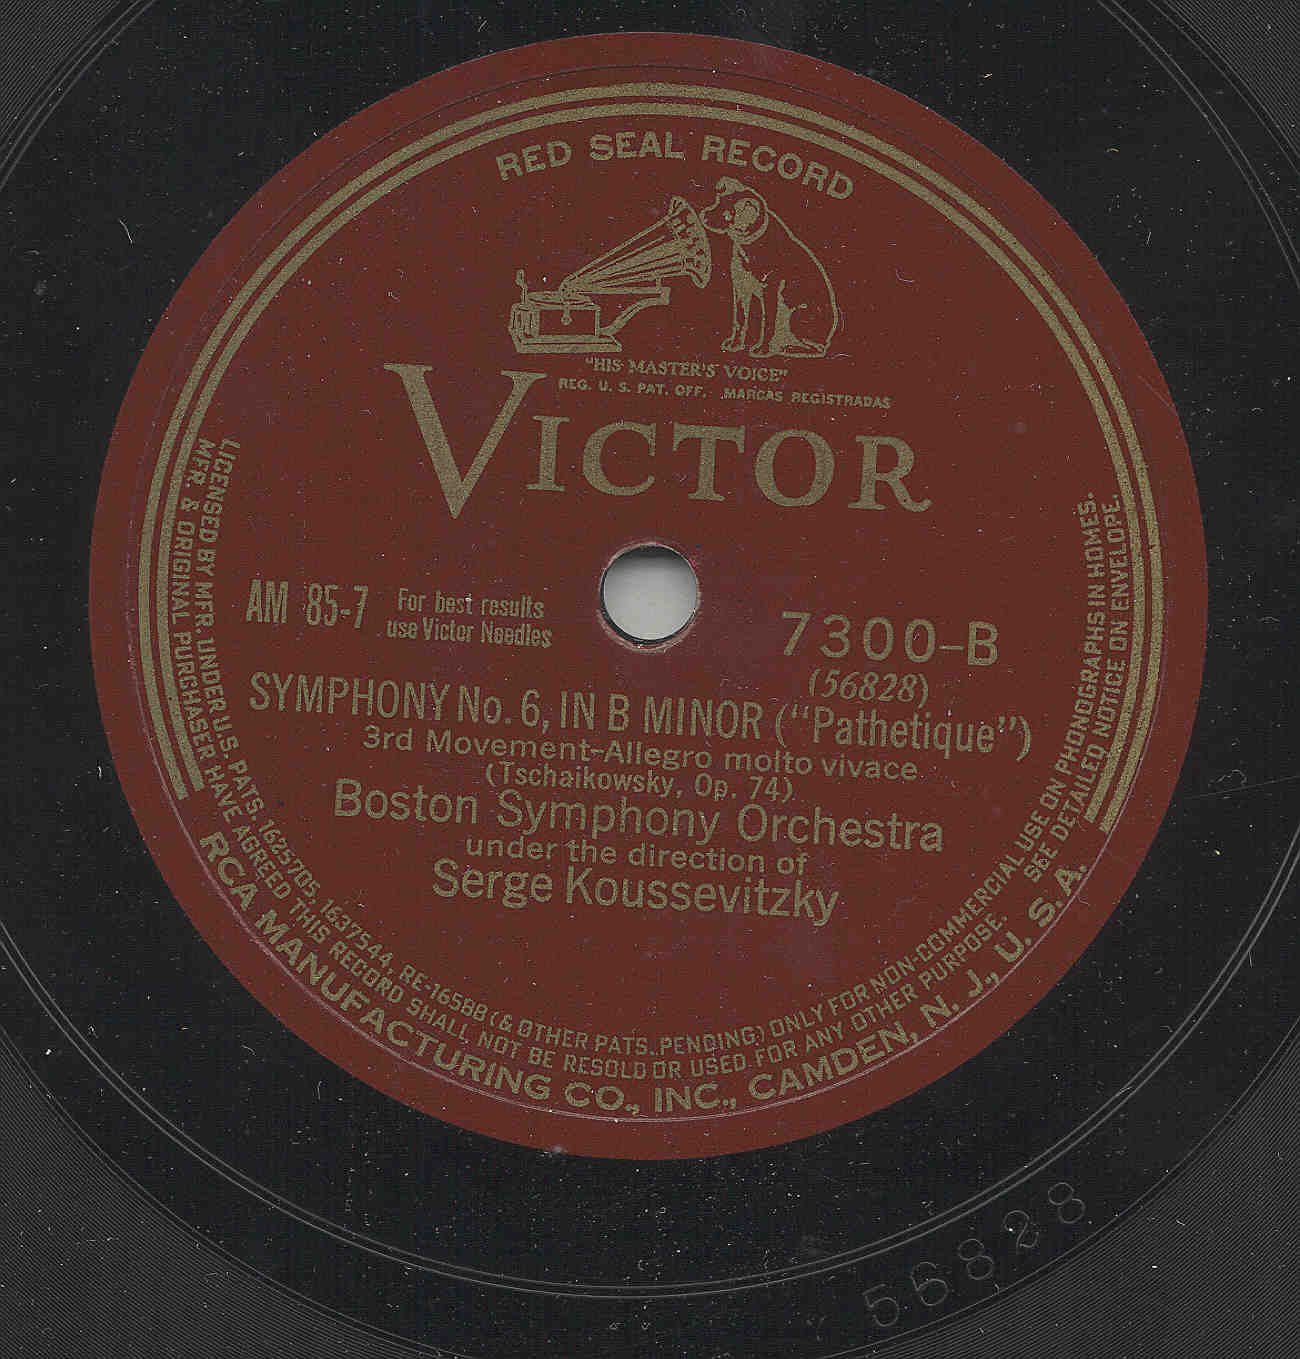 RED SEAL RECORD
"HIS MASTER'S VOICE"
REG. U. S. PAT. OFF. MARCAS REGISTRADAS
VICTOR
AM 85-7
For best results
use Victor Needles
7300-B
(56828)
SYMPHONY No. 6, IN B MINOR ("Pathetique")
3rd Movement-Allegro molto vivace
(Tschaikowsky, Op. 74)
Boston Symphony Orchestra
under the direction of
Serge Koussevitzky
LICENSED BY MFR. UNDER U.S. PATS. 1625705, 1637544, RE-16588 (& OTHER PATS. PENDING) ONLY FOR NON-COMMERCIAL USE ON PHONOGRAPHS IN HOMES.
MFR. & ORIGINAL PURCHASER HAVE AGREED THIS RECORD SHALL NOT BE RESOLD OR USED FOR ANY OTHER PURPOSE. SEE DETAILED NOTICE ON ENVELOPE.
RCA MANUFACTURING CO., INC., CAMDEN, N. J., U. S. A.
56828